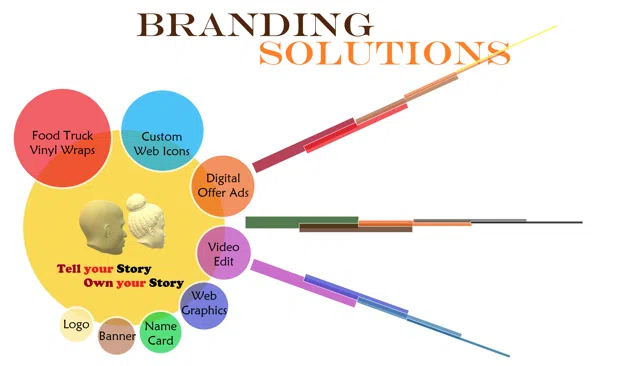 BRANDING
SOLUTIONS
Food Truck
Vinyl Wraps
Custom
Web Icons
Digital
Offer Ads
Video
Edit
Tell your Story
Own your Story
Web
Graphics
Logo
Banner
Name
Card